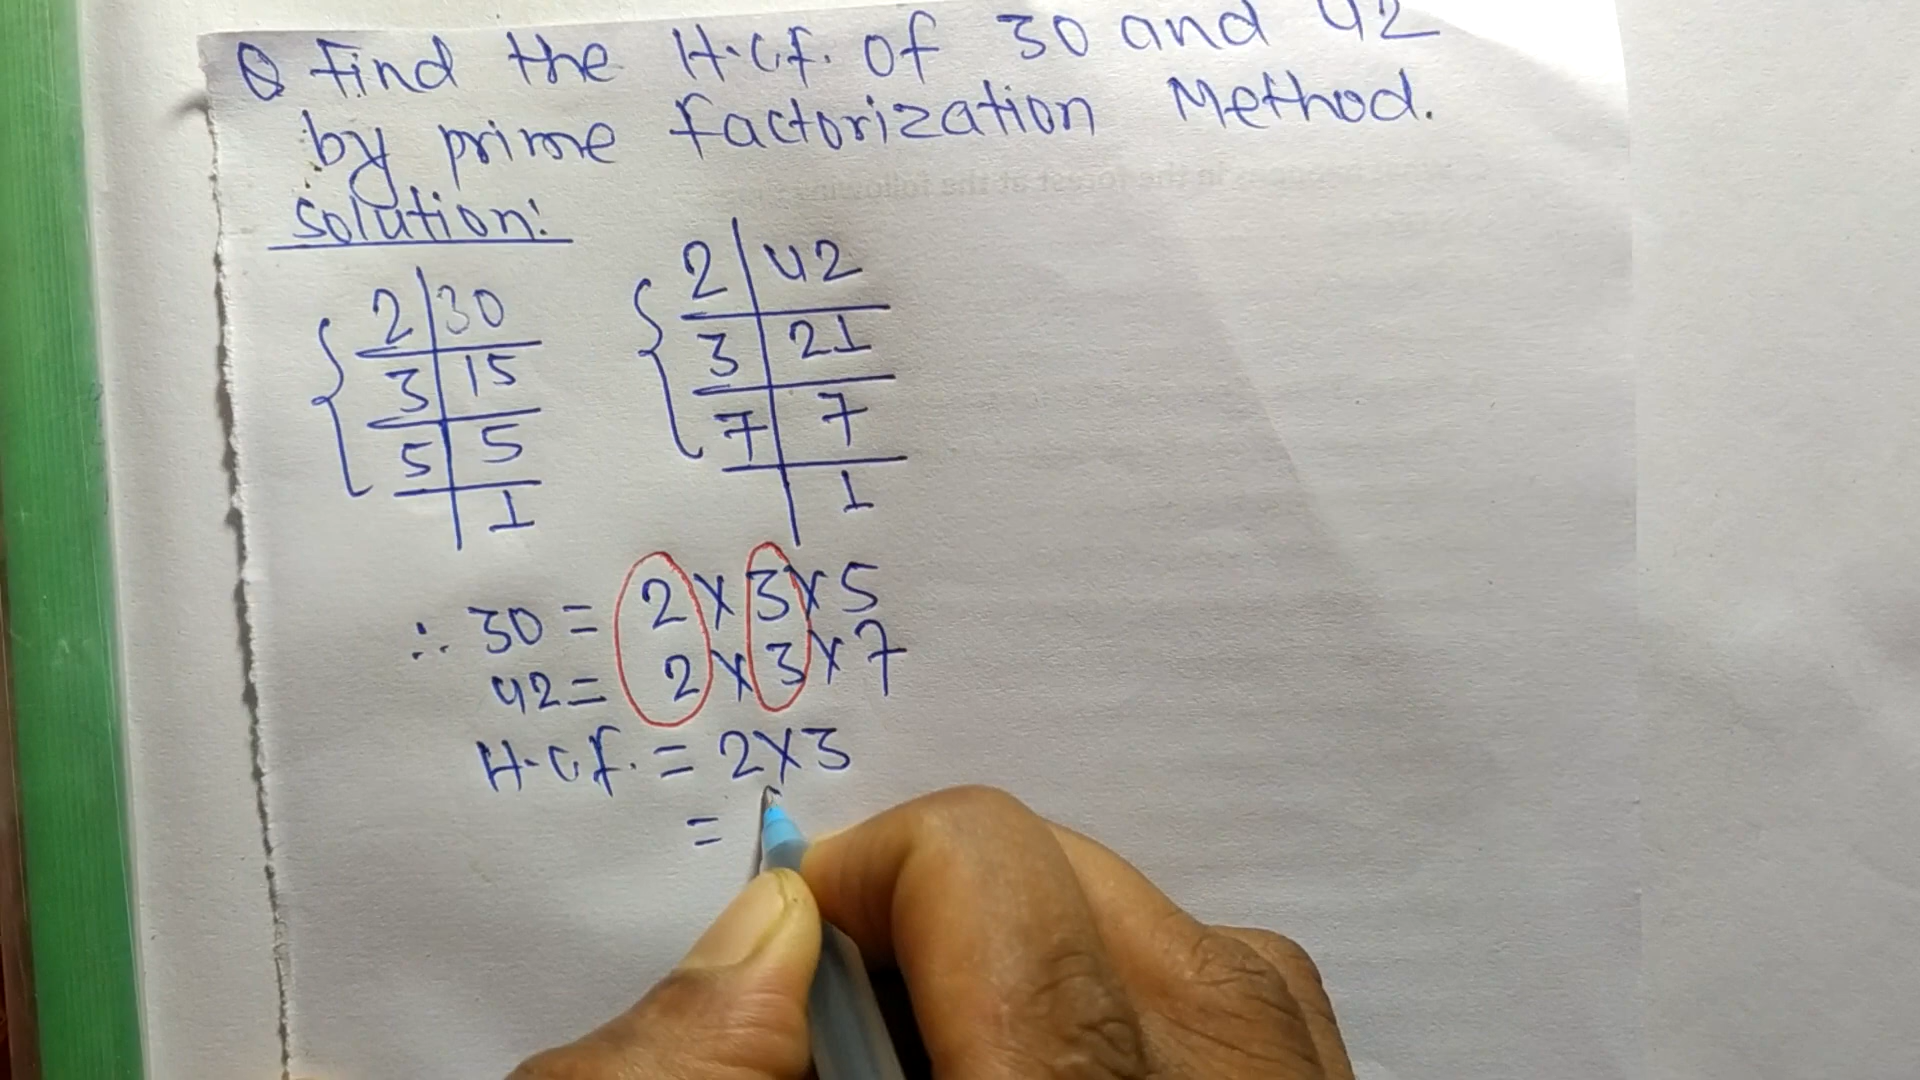 Q Find the H.C.f. of 30 and 42
by prime factorization Method.
Solution:
2 | 30
3 | 15
5 | 5
1
2 | 42
3 | 21
7 | 7
1
∴ 30 = 2 × 3 × 5
42 = 2 × 3 × 7
H.C.f. = 2 × 3
=